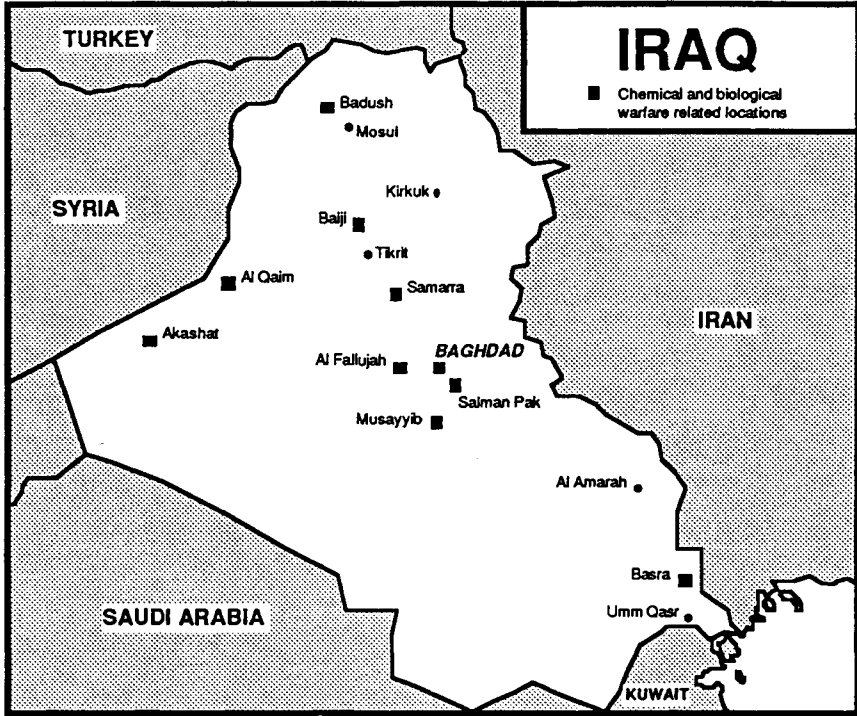 TURKEY
IRAQ
Chemical and biological
warfare related locations
Badush
Mosul
SYRIA
Kirkuk
Baiji
Tikrit
Al Qaim
Samarra
IRAN
Akashat
Al Fallujah
BAGHDAD
Salman Pak
Musayyib
Al Amarah
Basra
SAUDI ARABIA
Umm Qasr
KUWAIT